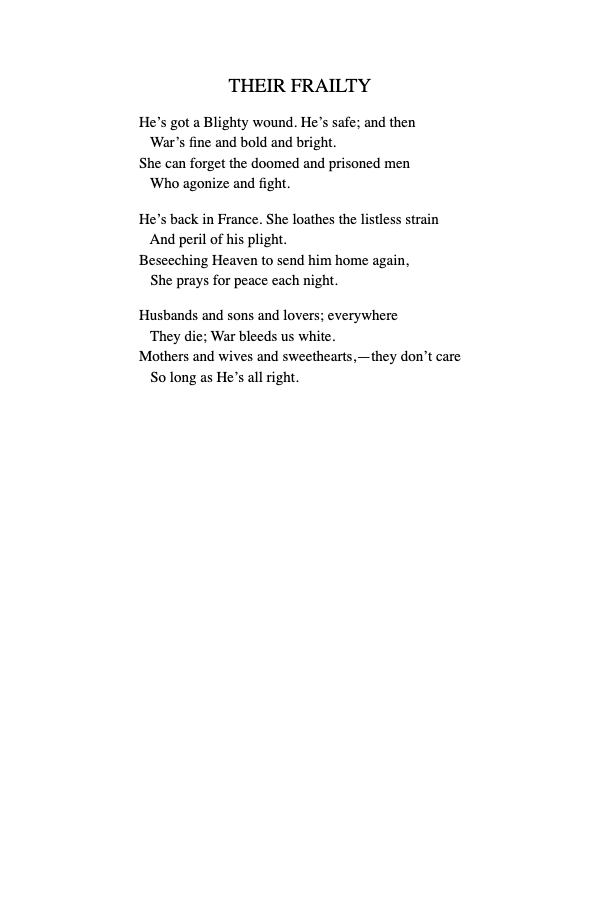 THEIR FRAILTY
He’s got a Blighty wound. He’s safe; and then
War’s fine and bold and bright.
She can forget the doomed and prisoned men
Who agonize and fight.
He’s back in France. She loathes the listless strain
And peril of his plight.
Beseeching Heaven to send him home again,
She prays for peace each night.
Husbands and sons and lovers; everywhere
They die; War bleeds us white.
Mothers and wives and sweethearts,—they don’t care
So long as He’s all right.